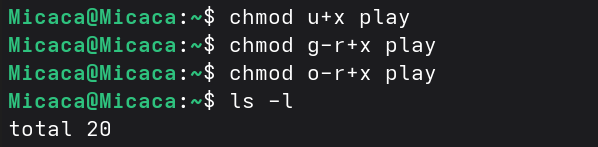 Micaca@Micaca:~$ chmod u+x play
Micaca@Micaca:~$ chmod g-r+x play
Micaca@Micaca:~$ chmod o-r+x play
Micaca@Micaca:~$ ls -l
total 20